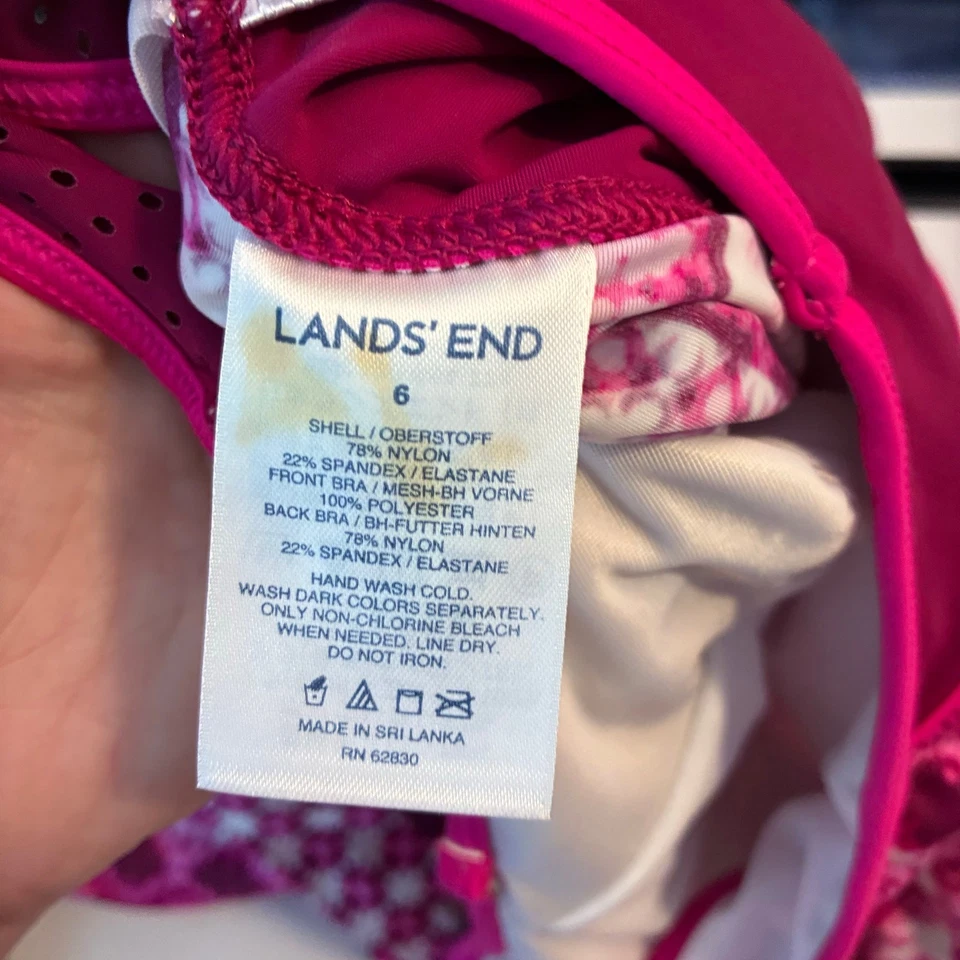 LANDS' END
6
SHELL / OBERSTOFF
78% NYLON
22% SPANDEX / ELASTANE
FRONT BRA / MESH-BH VORNE
100% POLYESTER
BACK BRA / BH-FUTTER HINTEN
78% NYLON
22% SPANDEX / ELASTANE
HAND WASH COLD.
WASH DARK COLORS SEPARATELY.
ONLY NON-CHLORINE BLEACH
WHEN NEEDED. LINE DRY.
DO NOT IRON.
MADE IN SRI LANKA
RN 62830